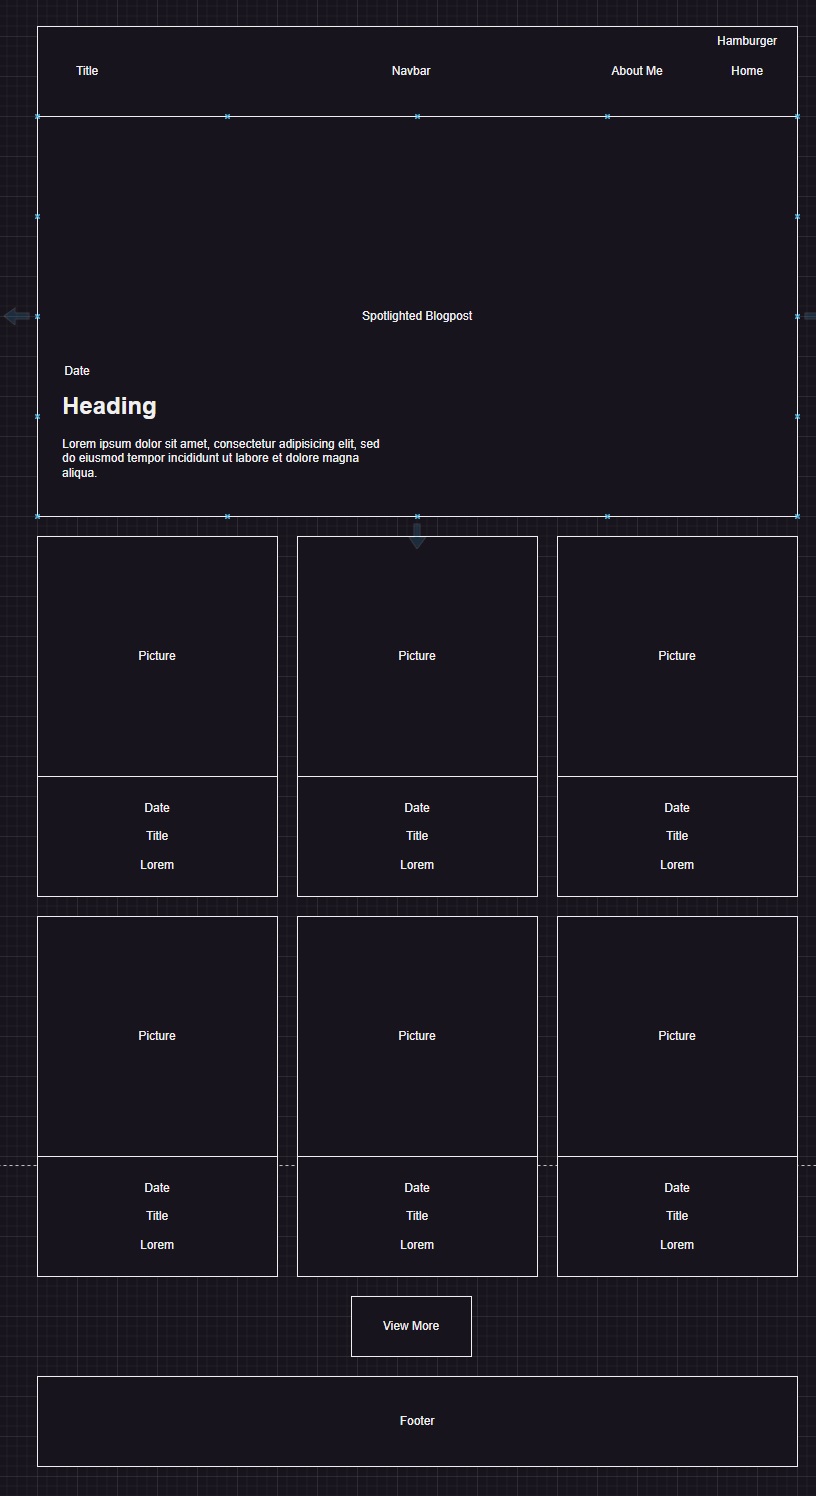 Hamburger
Title
Navbar
About Me
Home
Spotlighted Blogpost
Date
Heading
Lorem ipsum dolor sit amet, consectetur adipisicing elit, sed
do eiusmod tempor incididunt ut labore et dolore magna
aliqua.
Picture
Picture
Picture
Date
Title
Lorem
Date
Title
Lorem
Date
Title
Lorem
Picture
Picture
Picture
Date
Title
Lorem
Date
Title
Lorem
Date
Title
Lorem
View More
Footer